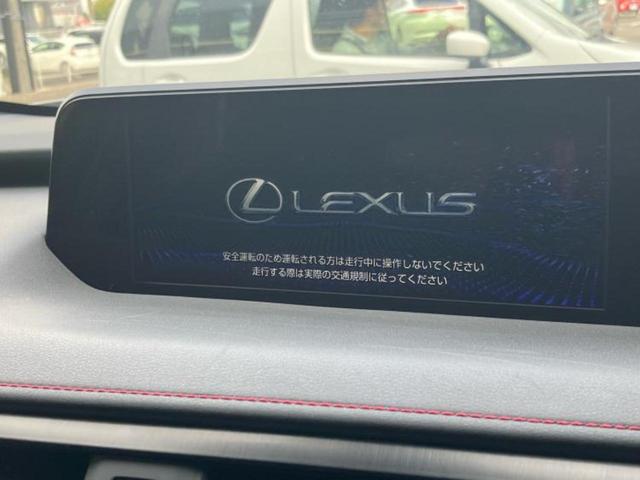 LEXUS
安全運転のため運転される方は走行中に操作しないでください
走行する際は実際の交通規制に従ってください